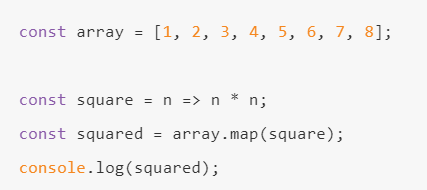 const array = [1, 2, 3, 4, 5, 6, 7, 8];
const square = n => n * n;
const squared = array.map(square);
console.log(squared);